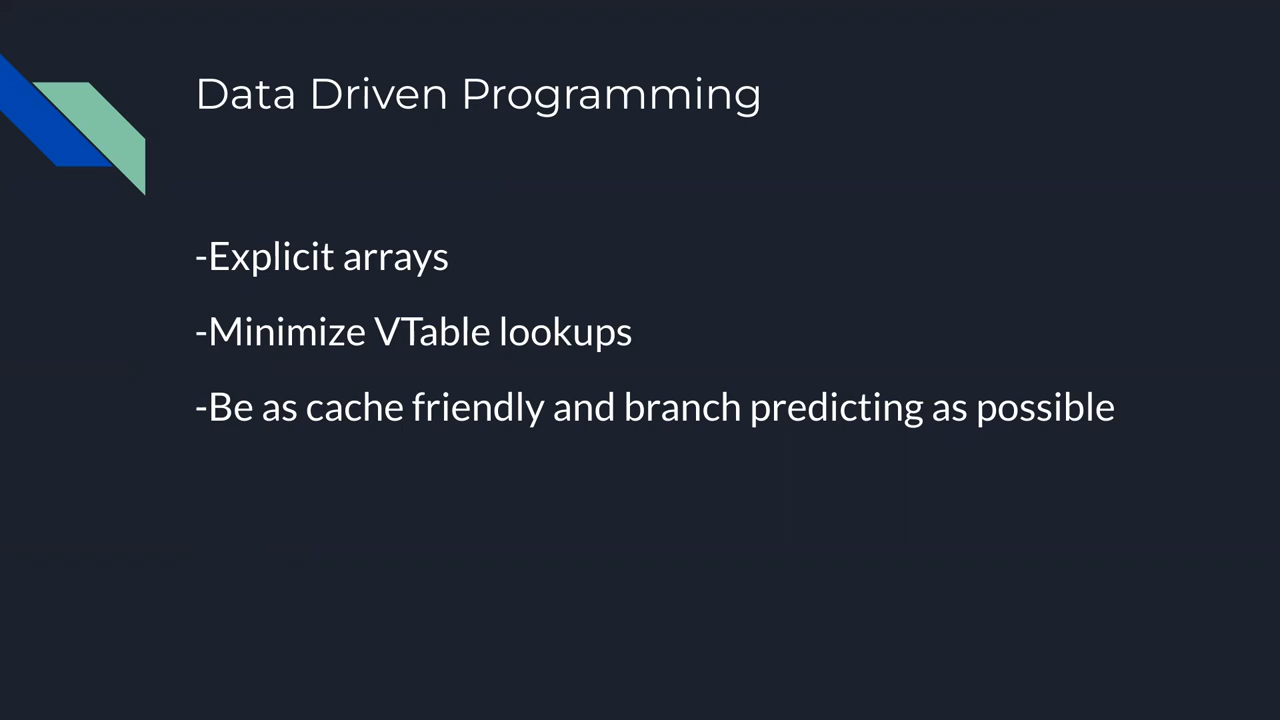 Data Driven Programming
-Explicit arrays
-Minimize VTable lookups
-Be as cache friendly and branch predicting as possible